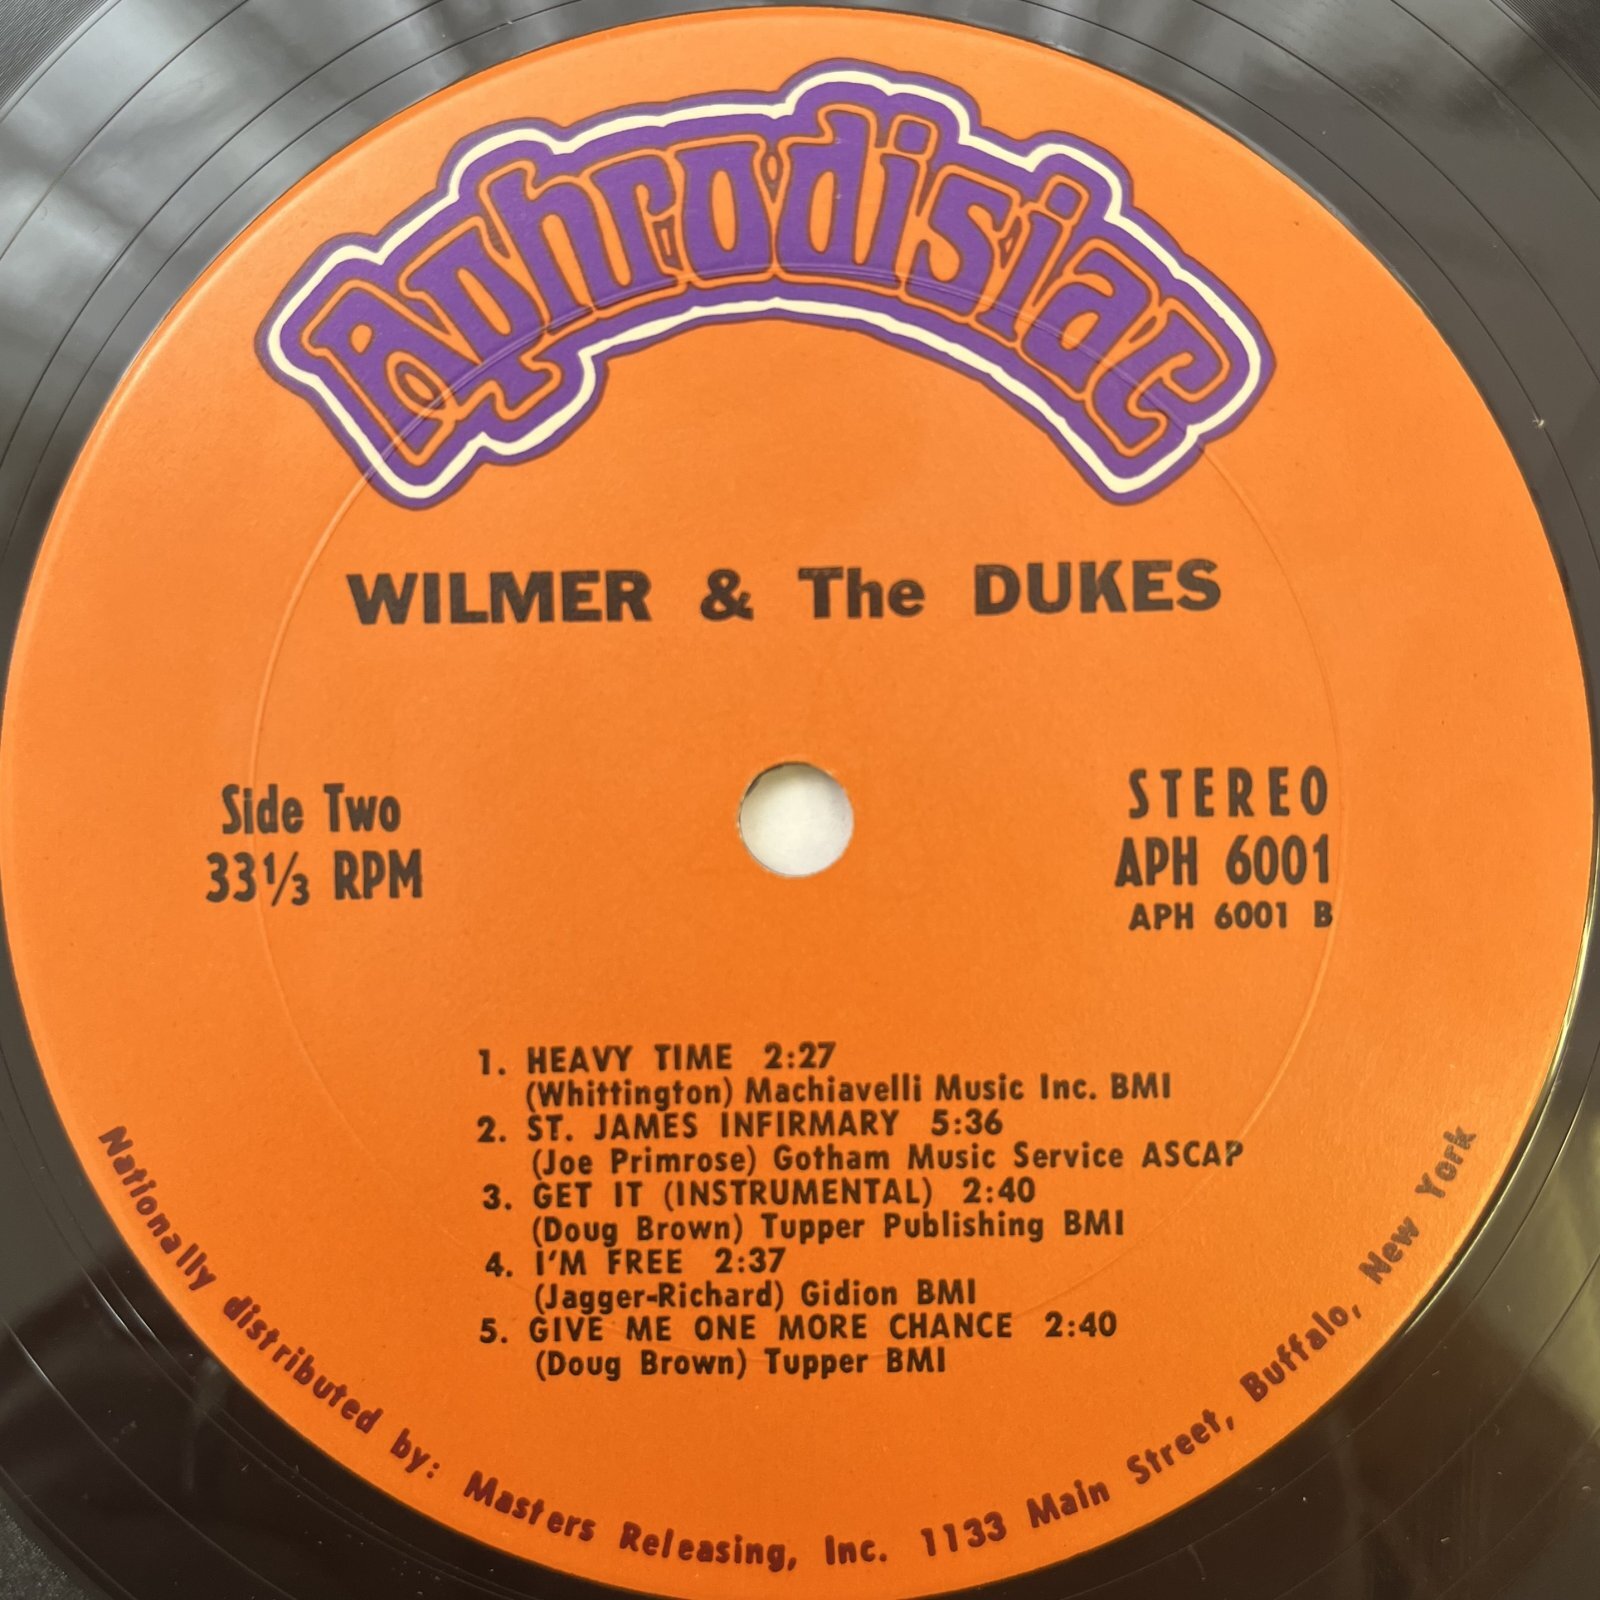 Aphrodisiac
WILMER & The DUKES
Side Two
33⅓ RPM
STEREO
APH 6001
APH 6001 B
1. HEAVY TIME 2:27
(Whittington) Machiavelli Music Inc. BMI
2. ST. JAMES INFIRMARY 5:36
(Joe Primrose) Gotham Music Service ASCAP
3. GET IT (INSTRUMENTAL) 2:40
(Doug Brown) Tupper Publishing BMI
4. I'M FREE 2:37
(Jagger-Richard) Gidion BMI
5. GIVE ME ONE MORE CHANCE 2:40
(Doug Brown) Tupper BMI
Nationally distributed by: Masters Releasing, Inc. 1133 Main Street, Buffalo, New York